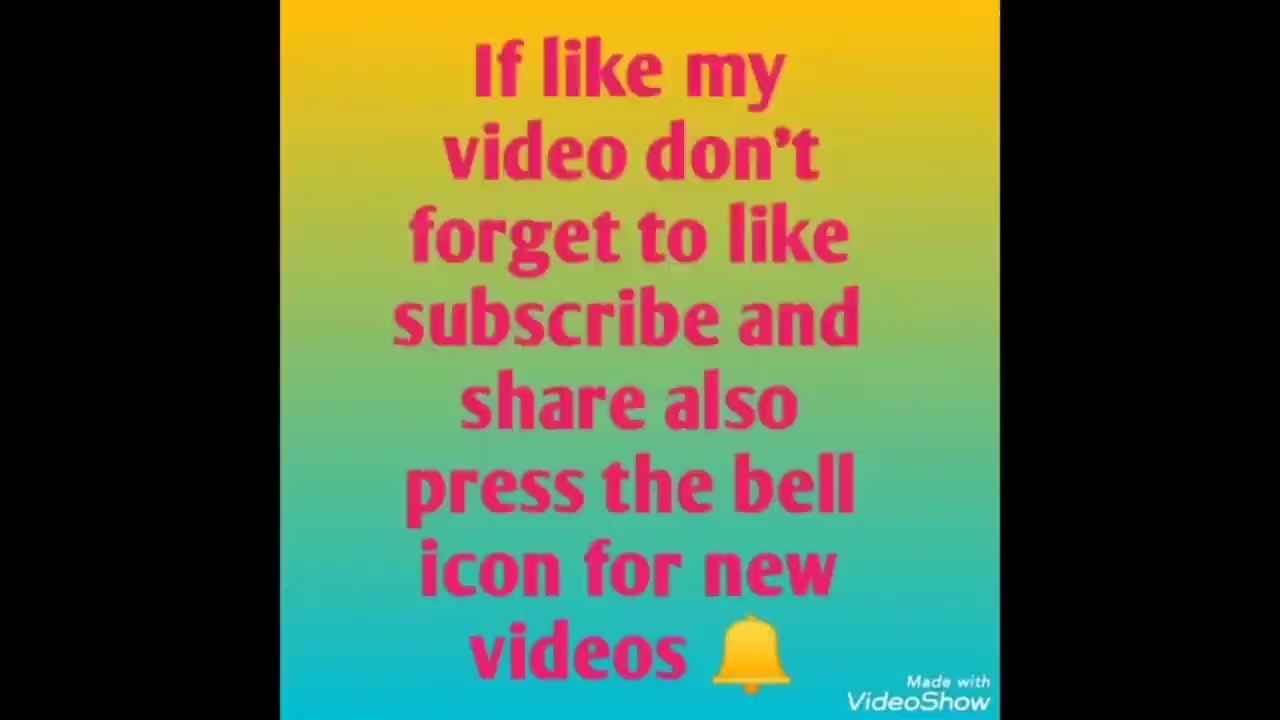 If like my
video don't
forget to like
subscribe and
share also
press the bell
icon for new
videos 🔔
Made with
VideoShow